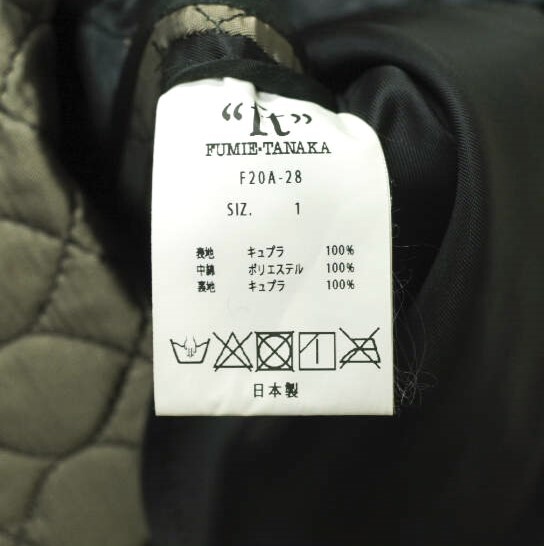 “It”
FUMIE·TANAKA
F20A-28
SIZ. 1
表地 キュプラ 100%
中綿 ポリエステル 100%
裏地 キュプラ 100%
日本製